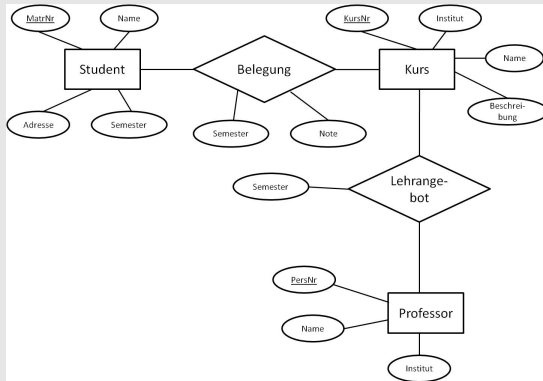 MatrNr
Name
KursNr
Institut
Student
Belegung
Kurs
Name
Adresse
Semester
Semester
Note
Beschrei-
bung
Semester
Lehrange-
bot
PersNr
Name
Professor
Institut